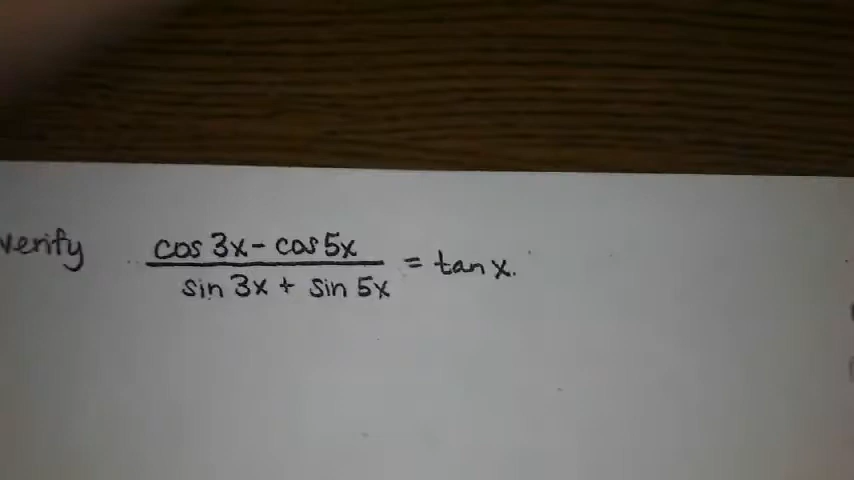 verify cos 3x - cos 5x / sin 3x + sin 5x = tan x.